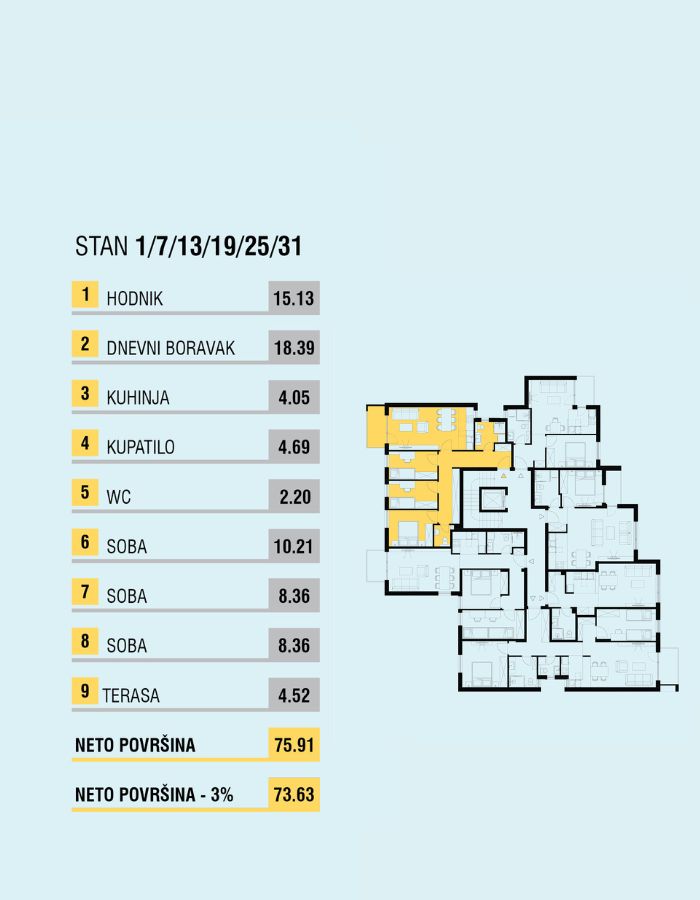 STAN 1/7/13/19/25/31
1 HODNIK 15.13
2 DNEVNI BORAVAK 18.39
3 KUHINJA 4.05
4 KUPATILO 4.69
5 WC 2.20
6 SOBA 10.21
7 SOBA 8.36
8 SOBA 8.36
9 TERASA 4.52
NETO POVRŠINA 75.91
NETO POVRŠINA - 3% 73.63